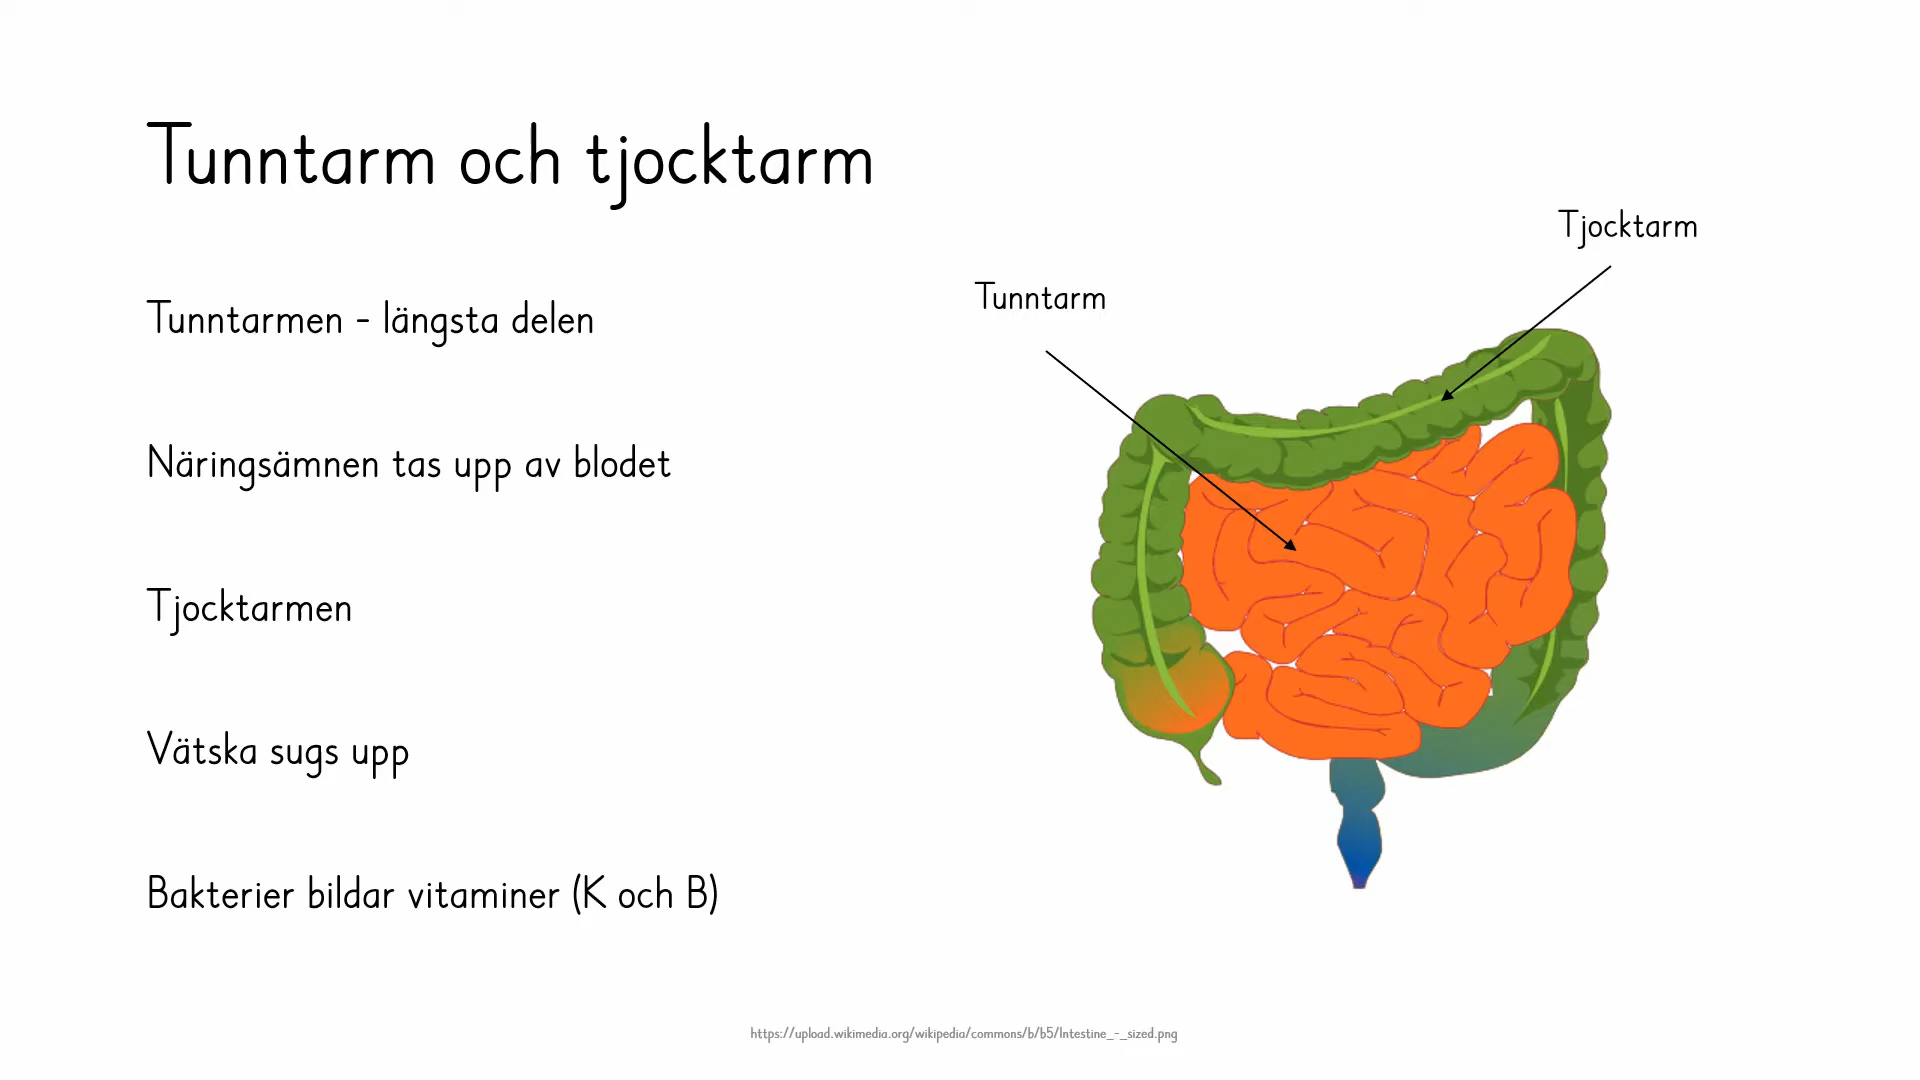 Tunntarm och tjocktarm
Tunntarmen - längsta delen
Näringsämnen tas upp av blodet
Tjocktarmen
Vätska sugs upp
Bakterier bildar vitaminer (K och B)
Tunntarm
Tjocktarm
https://upload.wikimedia.org/wikipedia/commons/b/b5/Intestine_-_sized.png